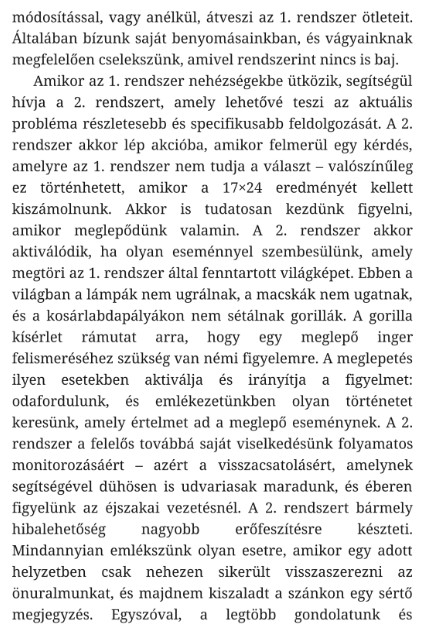 módosítással, vagy anélkül, átveszi az 1. rendszer ötleteit.
Általában bízunk saját benyomásainkban, és vágyainknak
megfelelően cselekszünk, amivel rendszerint nincs is baj.
Amikor az 1. rendszer nehézségekbe ütközik, segítségül
hívja a 2. rendszert, amely lehetővé teszi az aktuális
probléma részletesebb és specifikusabb feldolgozását. A 2.
rendszer akkor lép akcióba, amikor felmerül egy kérdés,
amelyre az 1. rendszer nem tudja a választ – valószínűleg
ez történhetett, amikor a 17×24 eredményét kellett
kiszámolnunk. Akkor is tudatosan kezdünk figyelni,
amikor meglepődünk valamin. A 2. rendszer akkor
aktiválódik, ha olyan eseménnyel szembesülünk, amely
megtöri az 1. rendszer által fenntartott világképet. Ebben a
világban a lámpák nem ugrálnak, a macskák nem ugatnak,
és a kosárlabdapályákon nem sétálnak gorillák. A gorilla
kísérlet rámutat arra, hogy egy meglepő inger
felismeréséhez szükség van némi figyelemre. A meglepetés
ilyen esetekben aktiválja és irányítja a figyelmet:
odafordulunk, és emlékezetünkben olyan történetet
keresünk, amely értelmet ad a meglepő eseménynek. A 2.
rendszer a felelős továbbá saját viselkedésünk folyamatos
monitorozásáért – azért a visszacsatolásért, amelynek
segítségével dühösen is udvariasak maradunk, és éberen
figyelünk az éjszakai vezetésnél. A 2. rendszert bármely
hibalehetőség nagyobb erőfeszítésre készteti.
Mindannyian emlékszünk olyan esetre, amikor egy adott
helyzetben csak nehezen sikerült visszaszerezni az
önuralmunkat, és majdnem kiszaladt a szánkon egy sértő
megjegyzés. Egyszóval, a legtöbb gondolatunk és